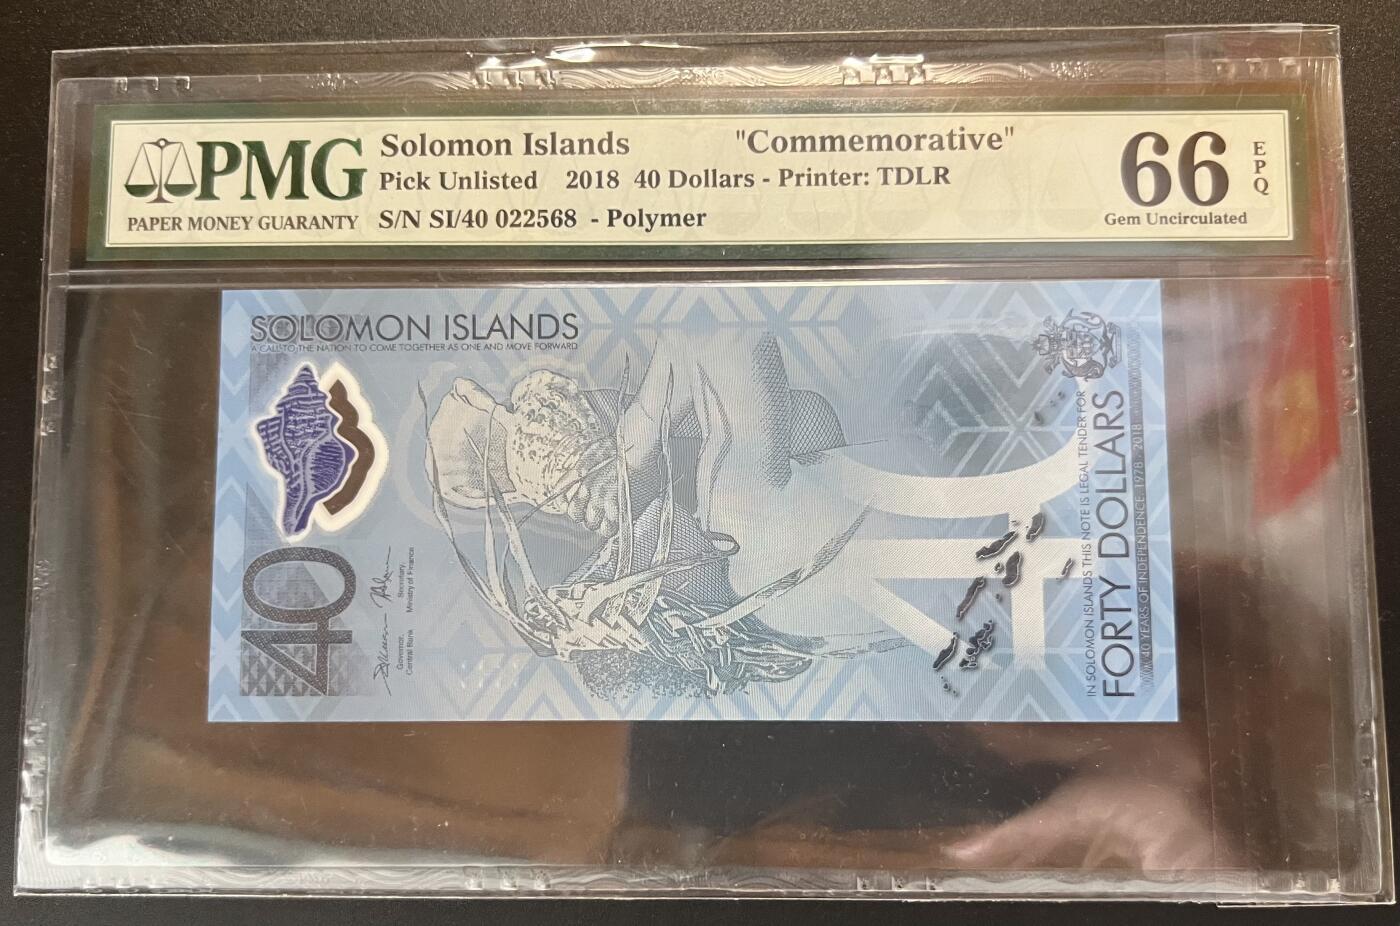 PMG
PAPER MONEY GUARANTY
Solomon Islands "Commemorative"
Pick Unlisted 2018 40 Dollars - Printer: TDLR
S/N SI/40 022568 - Polymer
66
EPQ
Gem Uncirculated
SOLOMON ISLANDS
A CALL TO THE NATION TO COME TOGETHER AS ONE AND MOVE FORWARD
40
Governor,
Central Bank
Secretary,
Ministry of Finance
IN SOLOMON ISLANDS THIS NOTE IS LEGAL TENDER FOR
FORTY DOLLARS
40 YEARS OF INDEPENDENCE. 1978 - 2018